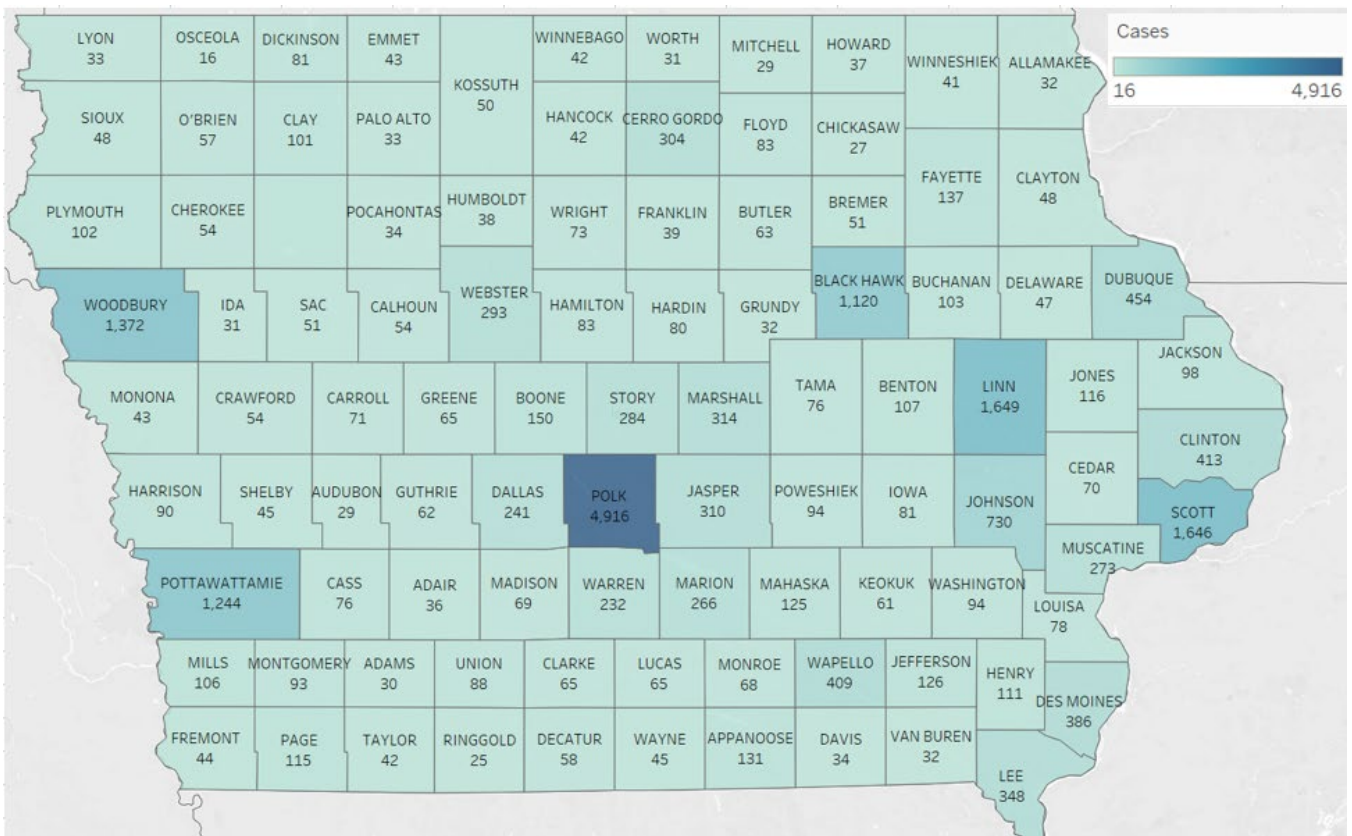 Cases
16 4,916
LYON
33
OSCEOLA
16
DICKINSON
81
EMMET
43
KOSSUTH
50
WINNEBAGO
42
WORTH
31
MITCHELL
29
HOWARD
37
WINNESHIEK
41
ALLAMAKEE
32
SIOUX
48
O'BRIEN
57
CLAY
101
PALO ALTO
33
HANCOCK
42
CERRO GORDO
304
FLOYD
83
CHICKASAW
27
FAYETTE
137
CLAYTON
48
PLYMOUTH
102
CHEROKEE
54
POCAHONTAS
34
HUMBOLDT
38
WRIGHT
73
FRANKLIN
39
BUTLER
63
BREMER
51
WOODBURY
1,372
IDA
31
SAC
51
CALHOUN
54
WEBSTER
293
HAMILTON
83
HARDIN
80
GRUNDY
32
BLACK HAWK
1,120
BUCHANAN
103
DELAWARE
47
DUBUQUE
454
MONONA
43
CRAWFORD
54
CARROLL
71
GREENE
65
BOONE
150
STORY
284
MARSHALL
314
TAMA
76
BENTON
107
LINN
1,649
JONES
116
JACKSON
98
CLINTON
413
HARRISON
90
SHELBY
45
AUDUBON
29
GUTHRIE
62
DALLAS
241
POLK
4,916
JASPER
310
POWESHIEK
94
IOWA
81
JOHNSON
730
CEDAR
70
SCOTT
1,646
MUSCATINE
273
POTTAWATTAMIE
1,244
CASS
76
ADAIR
36
MADISON
69
WARREN
232
MARION
266
MAHASKA
125
KEOKUK
61
WASHINGTON
94
LOUISA
78
MILLS
106
MONTGOMERY
93
ADAMS
30
UNION
88
CLARKE
65
LUCAS
65
MONROE
68
WAPELLO
409
JEFFERSON
126
HENRY
111
DES MOINES
386
FREMONT
44
PAGE
115
TAYLOR
42
RINGGOLD
25
DECATUR
58
WAYNE
45
APPANOOSE
131
DAVIS
34
VAN BUREN
32
LEE
348